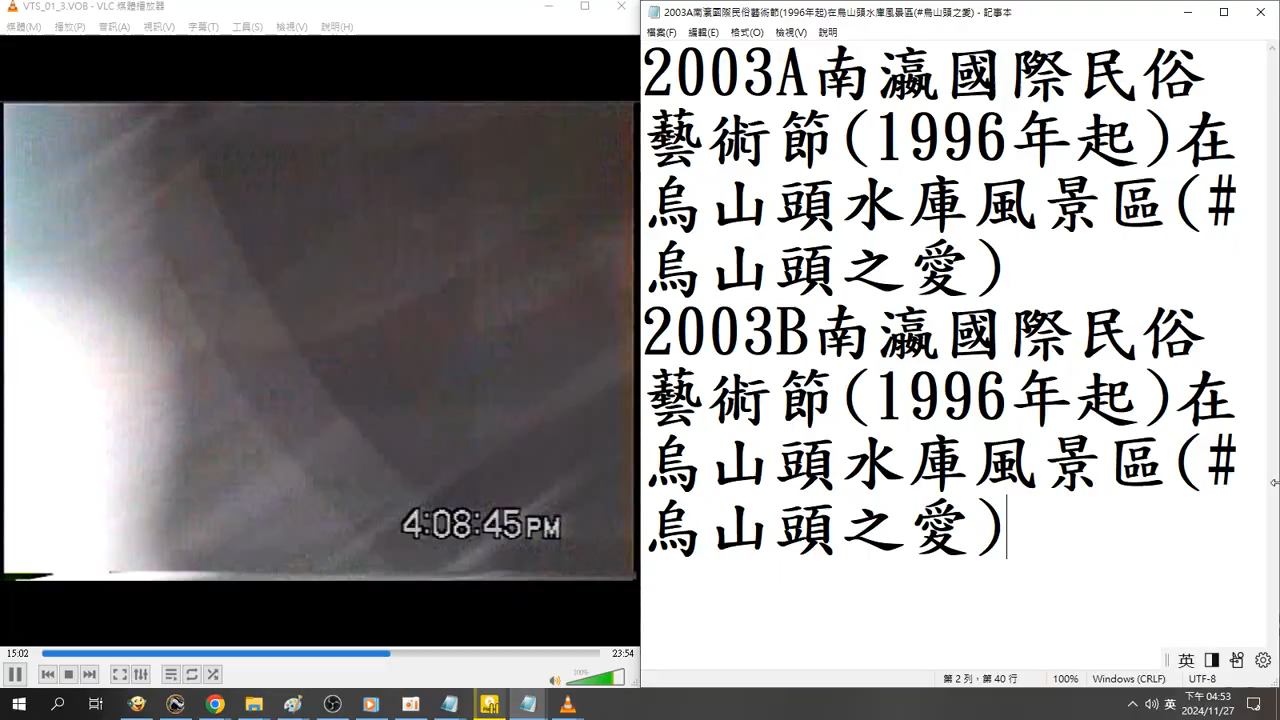 VTS_01_3.VOB - VLC 媒體播放器
媒體(M) 播放(P) 音訊(A) 視訊(V) 字幕(T) 工具(S) 檢視(V) 說明(H)
4:08:45PM
15:02
23:54
100%
2003A南瀛國際民俗藝術節(1996年起)在烏山頭水庫風景區(#烏山頭之愛) - 記事本
檔案(F) 編輯(E) 格式(O) 檢視(V) 說明
2003A南瀛國際民俗
藝術節(1996年起)在
烏山頭水庫風景區(#
烏山頭之愛)
2003B南瀛國際民俗
藝術節(1996年起)在
烏山頭水庫風景區(#
烏山頭之愛)
英
第 2 列，第 40 行 100% Windows (CRLF) UTF-8
英 下午 04:53
2024/11/27